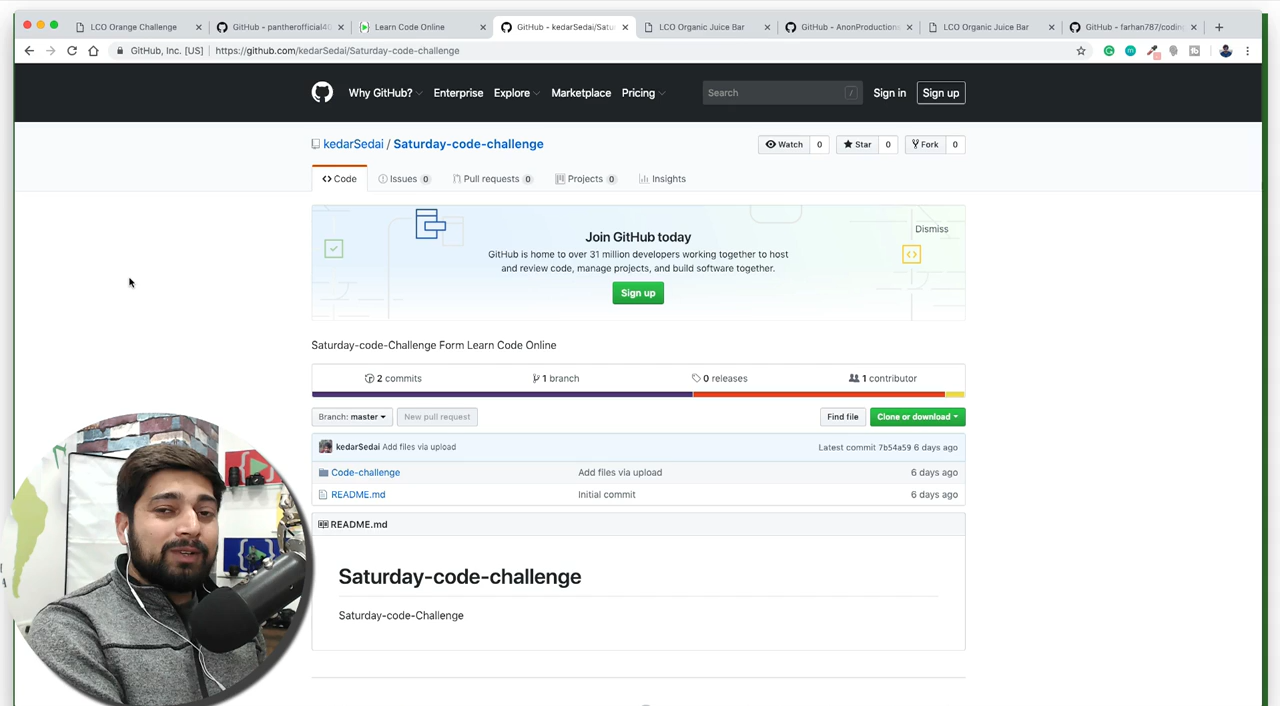 LCO Orange Challenge
GitHub - pantherofficial40
Learn Code Online
GitHub - kedarSedai/Satu
LCO Organic Juice Bar
GitHub - AnonProduction
LCO Organic Juice Bar
GitHub - farhan787/coding
GitHub, Inc. [US]
https://github.com/kedarSedai/Saturday-code-challenge
Why GitHub?
Enterprise
Explore
Marketplace
Pricing
Search
/
Sign in
Sign up
kedarSedai / Saturday-code-challenge
Watch 0
Star 0
Fork 0
Code
Issues 0
Pull requests 0
Projects 0
Insights
Join GitHub today
Dismiss
GitHub is home to over 31 million developers working together to host
and review code, manage projects, and build software together.
Sign up
Saturday-code-Challenge Form Learn Code Online
2 commits
1 branch
0 releases
1 contributor
Branch: master
New pull request
Find file
Clone or download
kedarSedai Add files via upload
Latest commit 7b54a59 6 days ago
Code-challenge
Add files via upload
6 days ago
README.md
Initial commit
6 days ago
README.md
Saturday-code-challenge
Saturday-code-Challenge